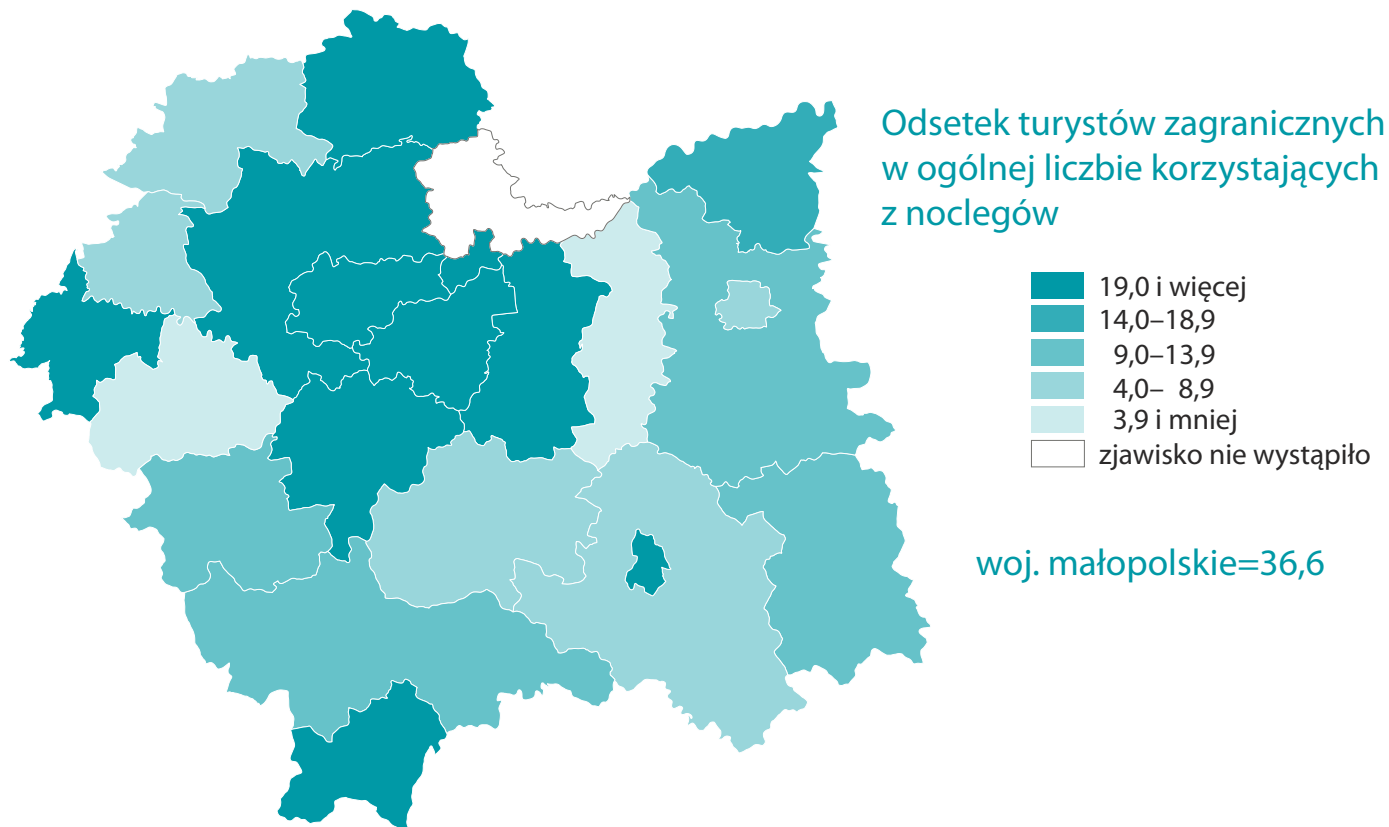 Odsetek turystów zagranicznych
w ogólnej liczbie korzystających
z noclegów
19,0 i więcej
14,0–18,9
9,0–13,9
4,0– 8,9
3,9 i mniej
zjawisko nie wystąpiło
woj. małopolskie=36,6